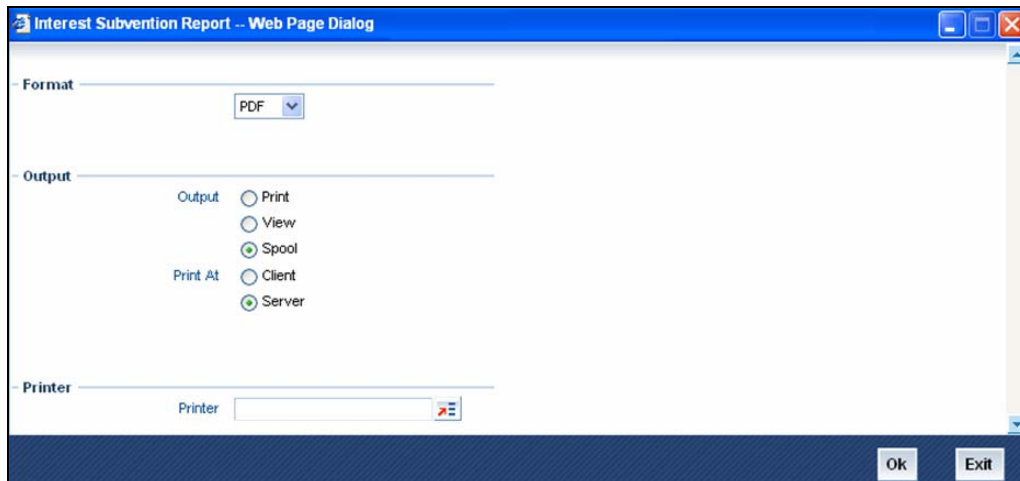 Interest Subvention Report -- Web Page Dialog
Format
PDF
Output
Output Print
View
Spool
Print At Client
Server
Printer
Printer
Ok Exit